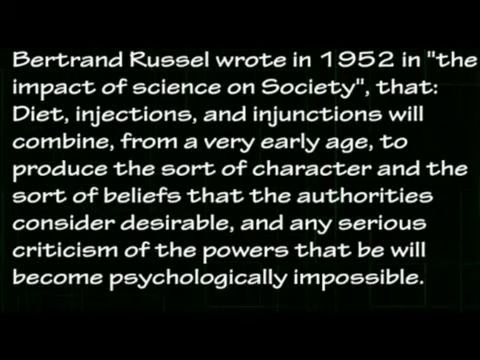 Bertrand Russel wrote in 1952 in "the
impact of science on Society", that:
Diet, injections, and injunctions will
combine, from a very early age, to
produce the sort of character and the
sort of beliefs that the authorities
consider desirable, and any serious
criticism of the powers that be will
become psychologically impossible.